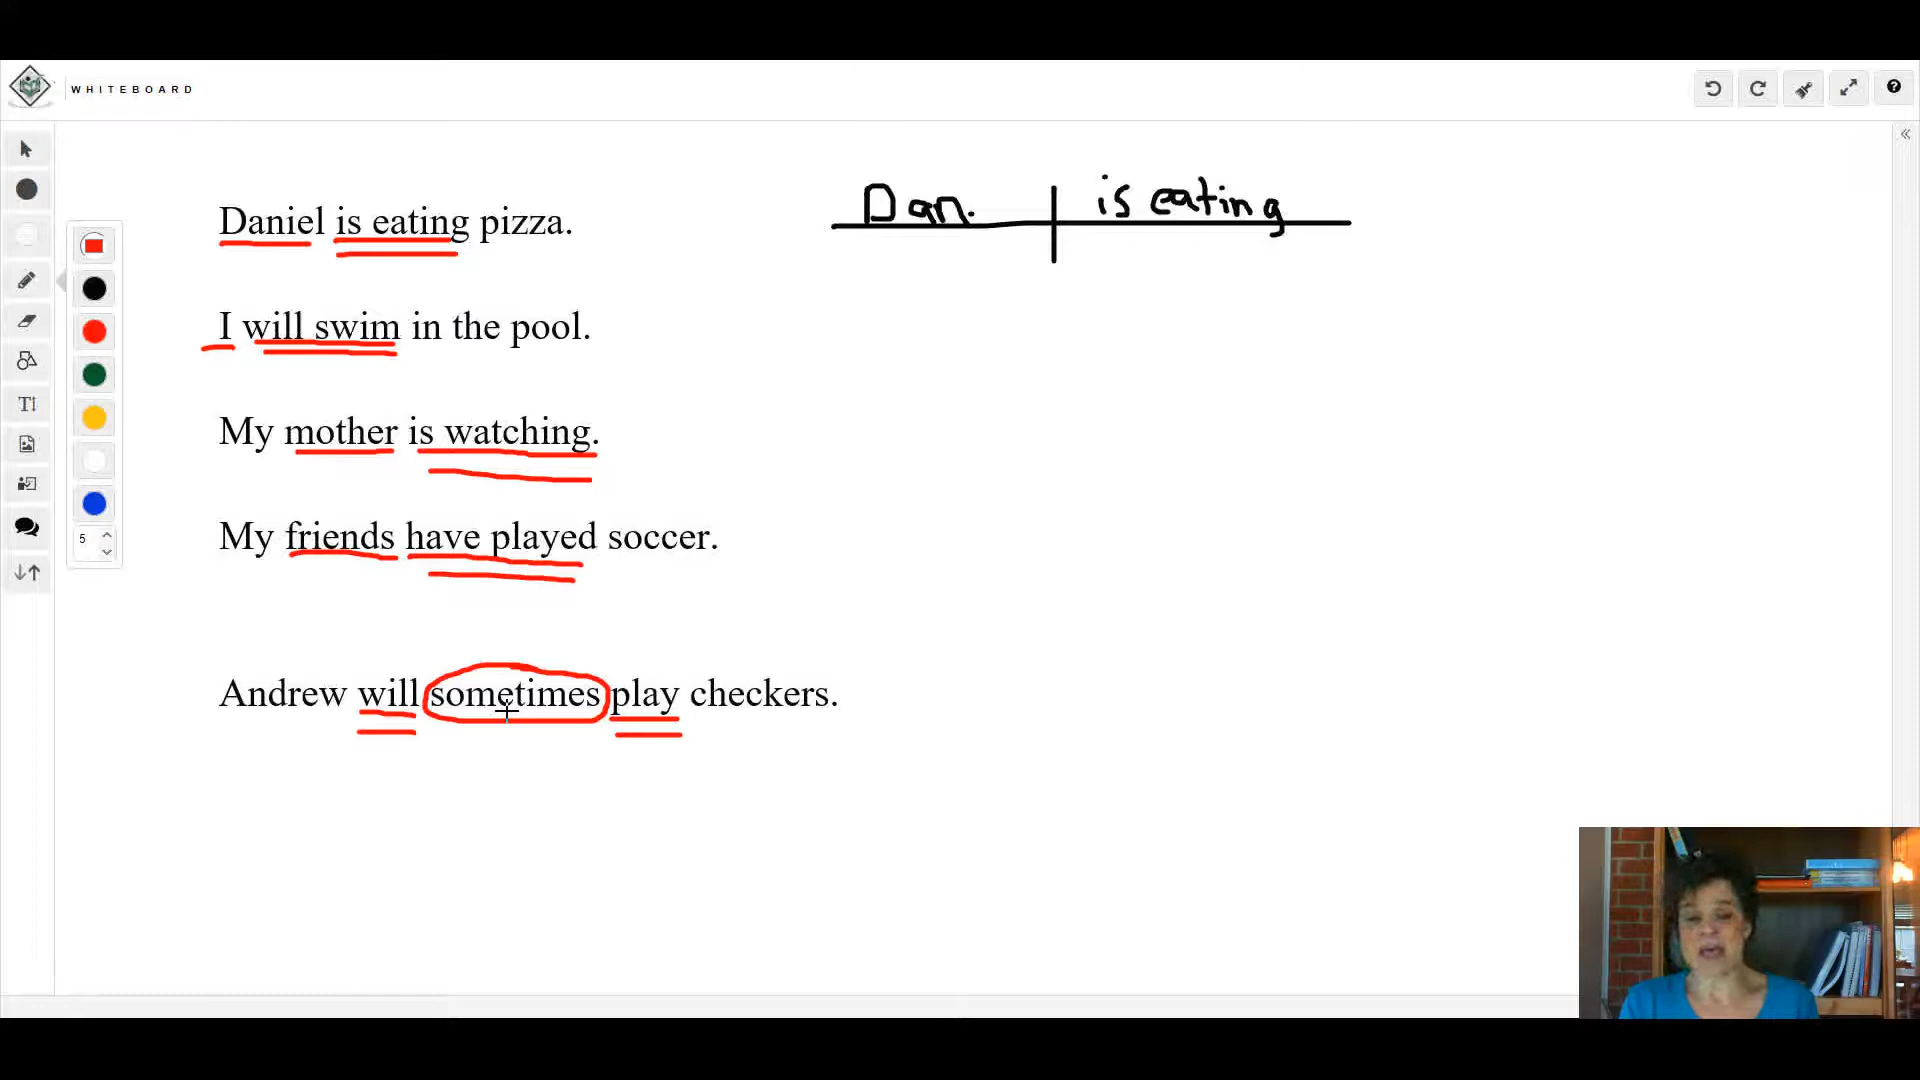 WHITEBOARD
Daniel is eating pizza.
Dan. is eating
I will swim in the pool.
My mother is watching.
My friends have played soccer.
5
Andrew will sometimes play checkers.